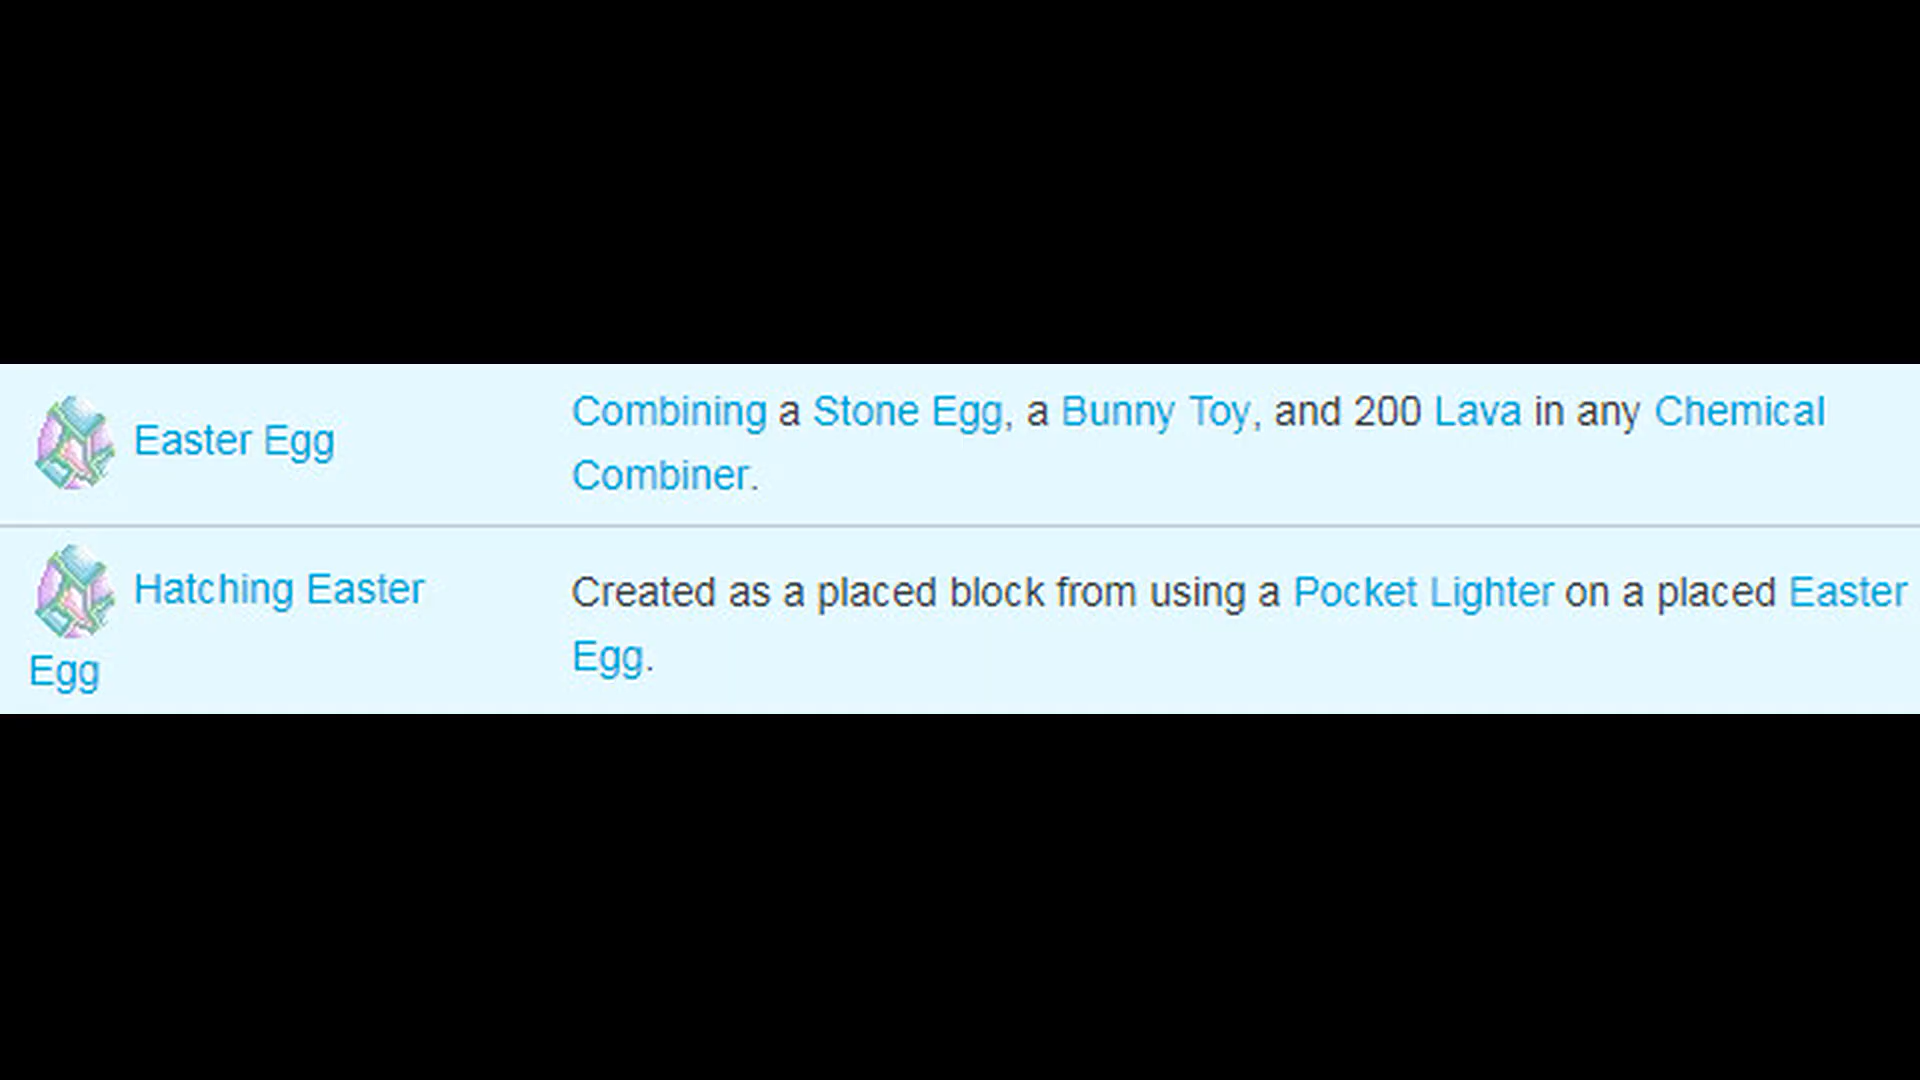 Easter Egg
Combining a Stone Egg, a Bunny Toy, and 200 Lava in any Chemical
Combiner.
Hatching Easter
Egg
Created as a placed block from using a Pocket Lighter on a placed Easter
Egg.